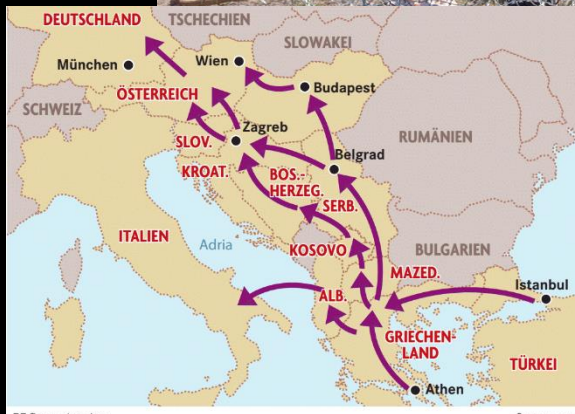 DEUTSCHLAND
TSCHECHIEN
SLOWAKEI
München
Wien
Budapest
ÖSTERREICH
SCHWEIZ
Zagreb
RUMÄNIEN
SLOV.
Belgrad
KROAT.
BOS.-
HERZEG.
SERB.
ITALIEN
Adria
KOSOVO
BULGARIEN
MAZED.
Istanbul
ALB.
GRIECHEN-
LAND
TÜRKEI
Athen